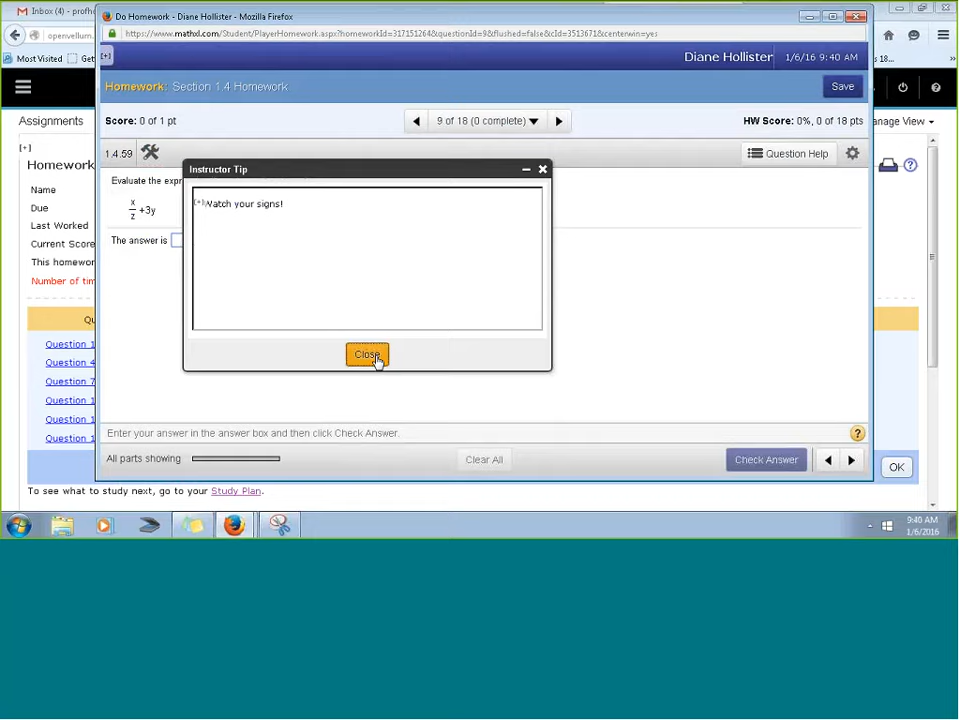 Inbox (4) - profh
Do Homework - Diane Hollister - Mozilla Firefox
openvellum.
https://www.mathxl.com/Student/PlayerHomework.aspx?homeworkId=317151264&questionId=9&flushed=false&cId=3513671&centerwin=yes
Most Visited
Get
18...
[+]
Diane Hollister
1/6/16 9:40 AM
Homework: Section 1.4 Homework
Save
Assignments
Score: 0 of 1 pt
9 of 18 (0 complete)
HW Score: 0%, 0 of 18 pts
anage View
[+]
1.4.59
Question Help
Homework
Instructor Tip
Evaluate the expr
Name
[+]Watch your signs!
Due
x
z
+3y
Last Worked
Current Score
The answer is
This homewor
Number of tim
Qu
Question 1
Question 4
Question 7
Question 1
Question 1
Question 1
Close
Enter your answer in the answer box and then click Check Answer.
?
All parts showing
Clear All
Check Answer
OK
To see what to study next, go to your Study Plan.
9:40 AM
1/6/2016